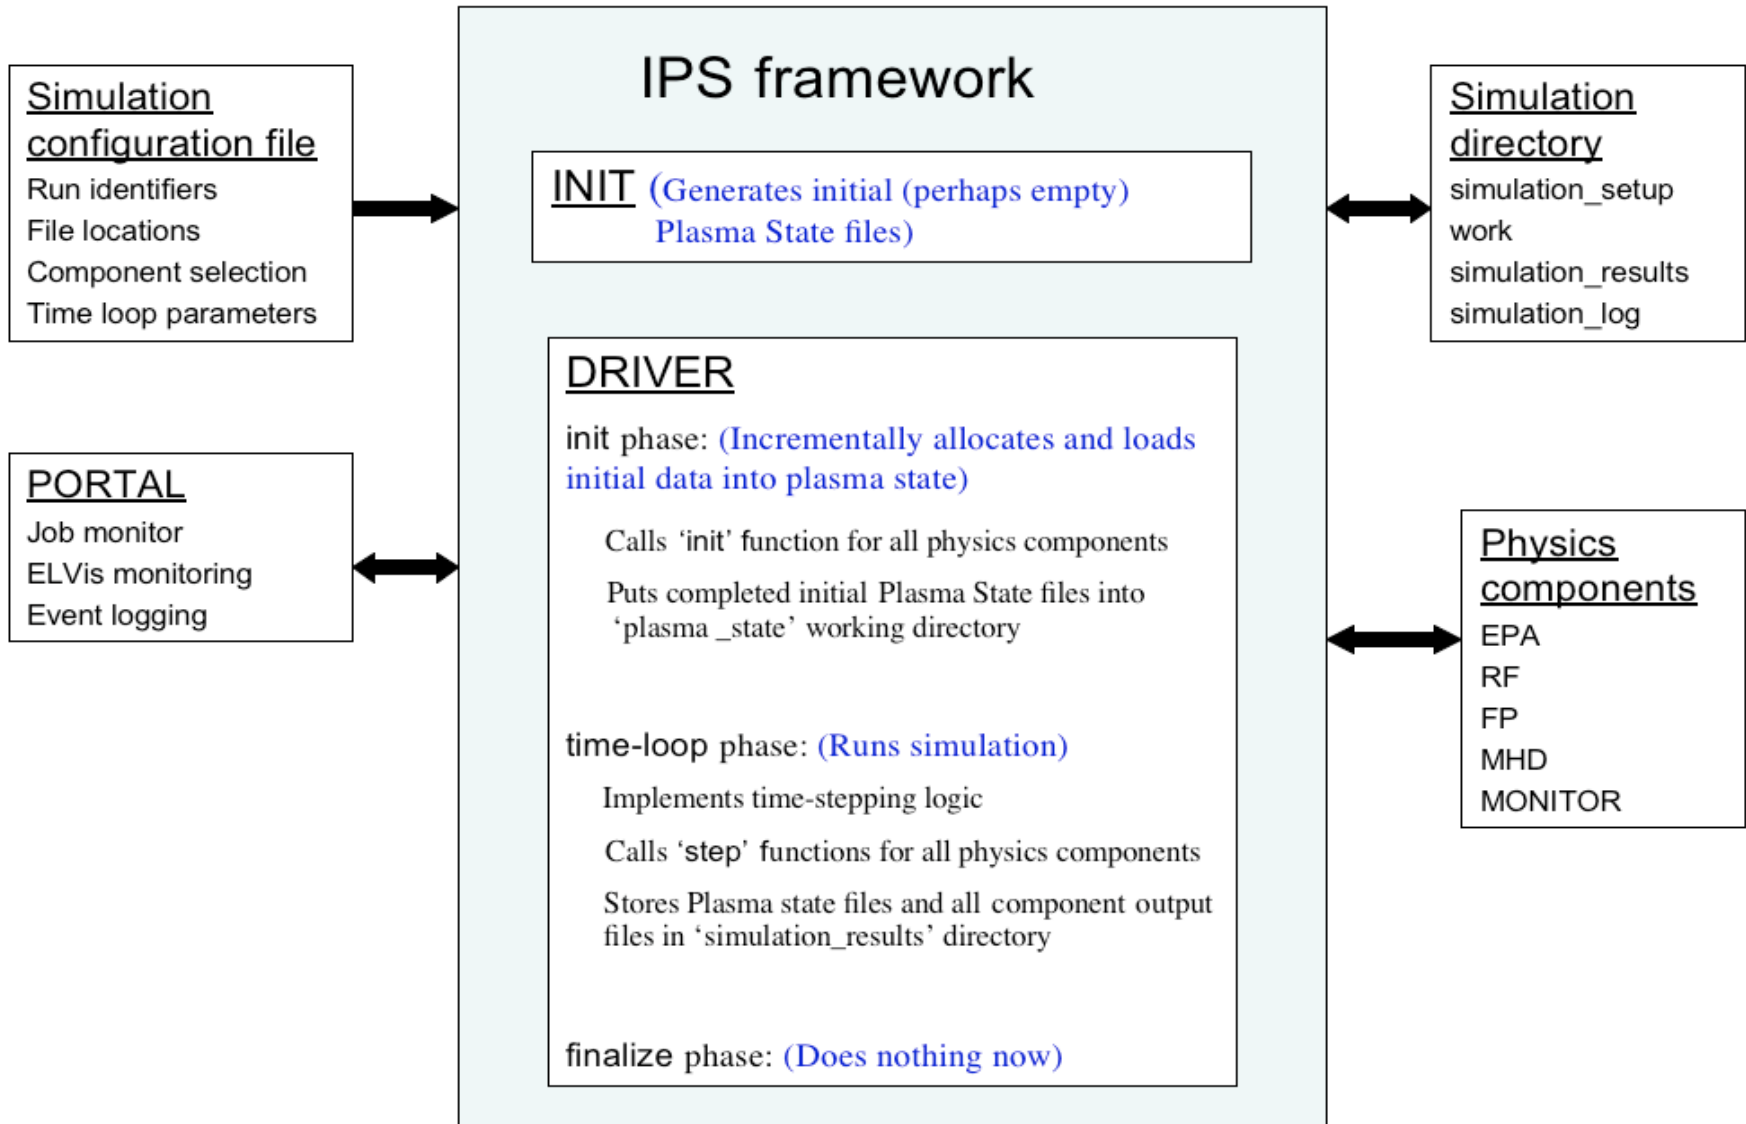 IPS framework
Simulation
configuration file
Run identifiers
File locations
Component selection
Time loop parameters
PORTAL
Job monitor
ELVis monitoring
Event logging
INIT (Generates initial (perhaps empty)
Plasma State files)
DRIVER
init phase: (Incrementally allocates and loads
initial data into plasma state)
Calls ‘init’ function for all physics components
Puts completed initial Plasma State files into
‘plasma _state’ working directory
time-loop phase: (Runs simulation)
Implements time-stepping logic
Calls ‘step’ functions for all physics components
Stores Plasma state files and all component output
files in ‘simulation_results’ directory
finalize phase: (Does nothing now)
Simulation
directory
simulation_setup
work
simulation_results
simulation_log
Physics
components
EPA
RF
FP
MHD
MONITOR